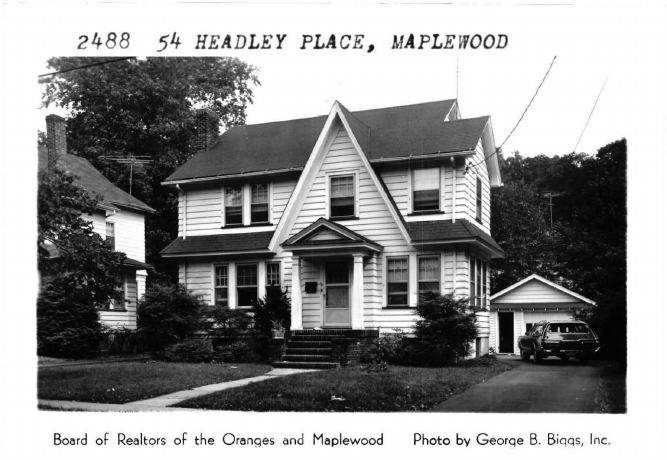 2488 54 HEADLEY PLACE, MAPLEWOOD
Board of Realtors of the Oranges and Maplewood Photo by George B. Biggs, Inc.